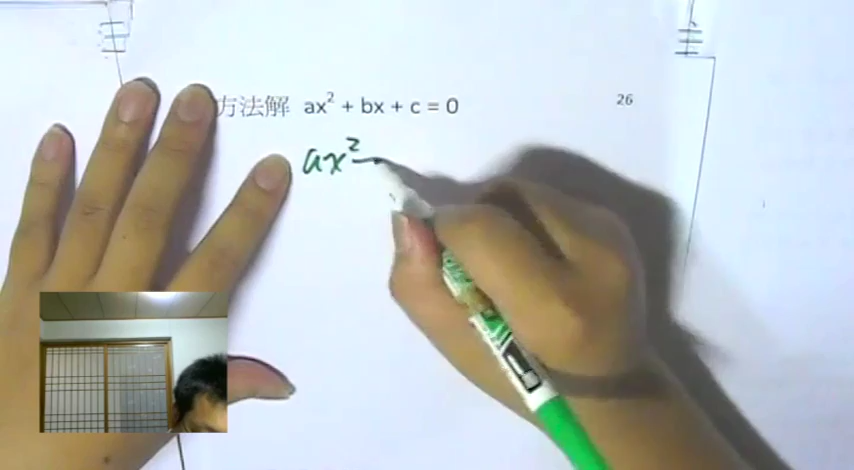 方法解 ax² + bx + c = 0
26
ax² −